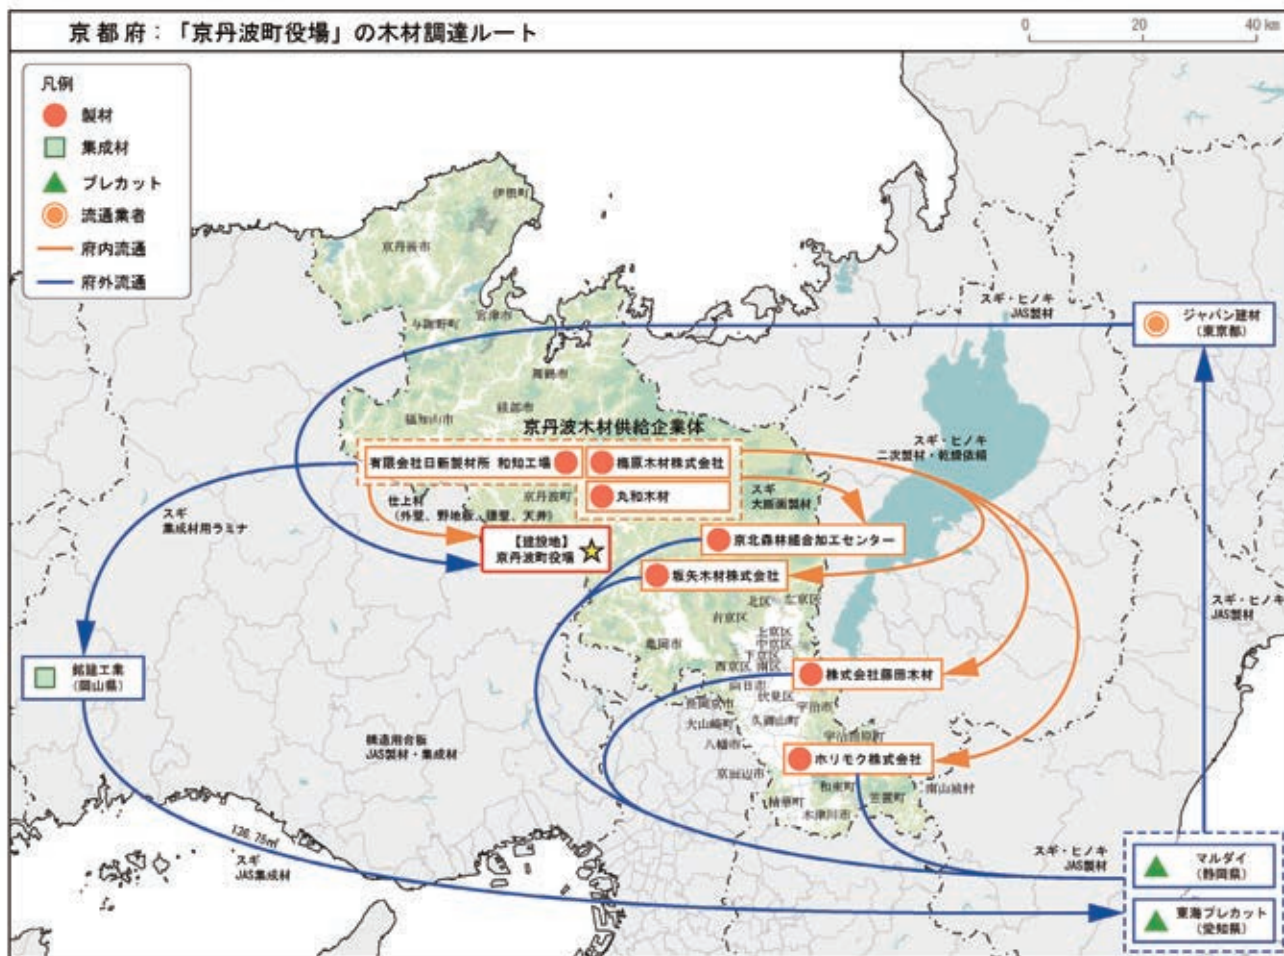 京都府：「京丹波町役場」の木材調達ルート
0 20 40 km
凡例
製材
集成材
プレカット
流通業者
府内流通
府外流通
伊根町
京丹後市
与謝野町
宮津市
舞鶴市
福知山市
綾部市
スギ・ヒノキ
JAS製材
ジャパン建材
（東京都）
京丹波木材供給企業体
有限会社日新製材所 和知工場
梅原木材株式会社
丸和木材
京丹波町
スギ・ヒノキ
二次製材・乾燥依頼
スギ
大断面製材
仕上材
（外壁、野地板、腰壁、天井）
スギ
集成材用ラミナ
【建設地】
京丹波町役場
京北森林組合加工センター
坂矢木材株式会社
北区
左京区
右京区
上京区
中京区
下京区
西京区
南区
亀岡市
向日市
伏見区
長岡京市
宇治市
大山崎町
久御山町
八幡市
宇治田原町
京田辺市
株式会社藤田木材
スギ・ヒノキ
JAS製材
銘建工業
（岡山県）
構造用合板
JAS製材・集成材
ホリモク株式会社
和束町
南山城村
精華町
笠置町
木津川市
136.75㎥
スギ
JAS集成材
スギ・ヒノキ
JAS製材
マルダイ
（静岡県）
東海プレカット
（愛知県）